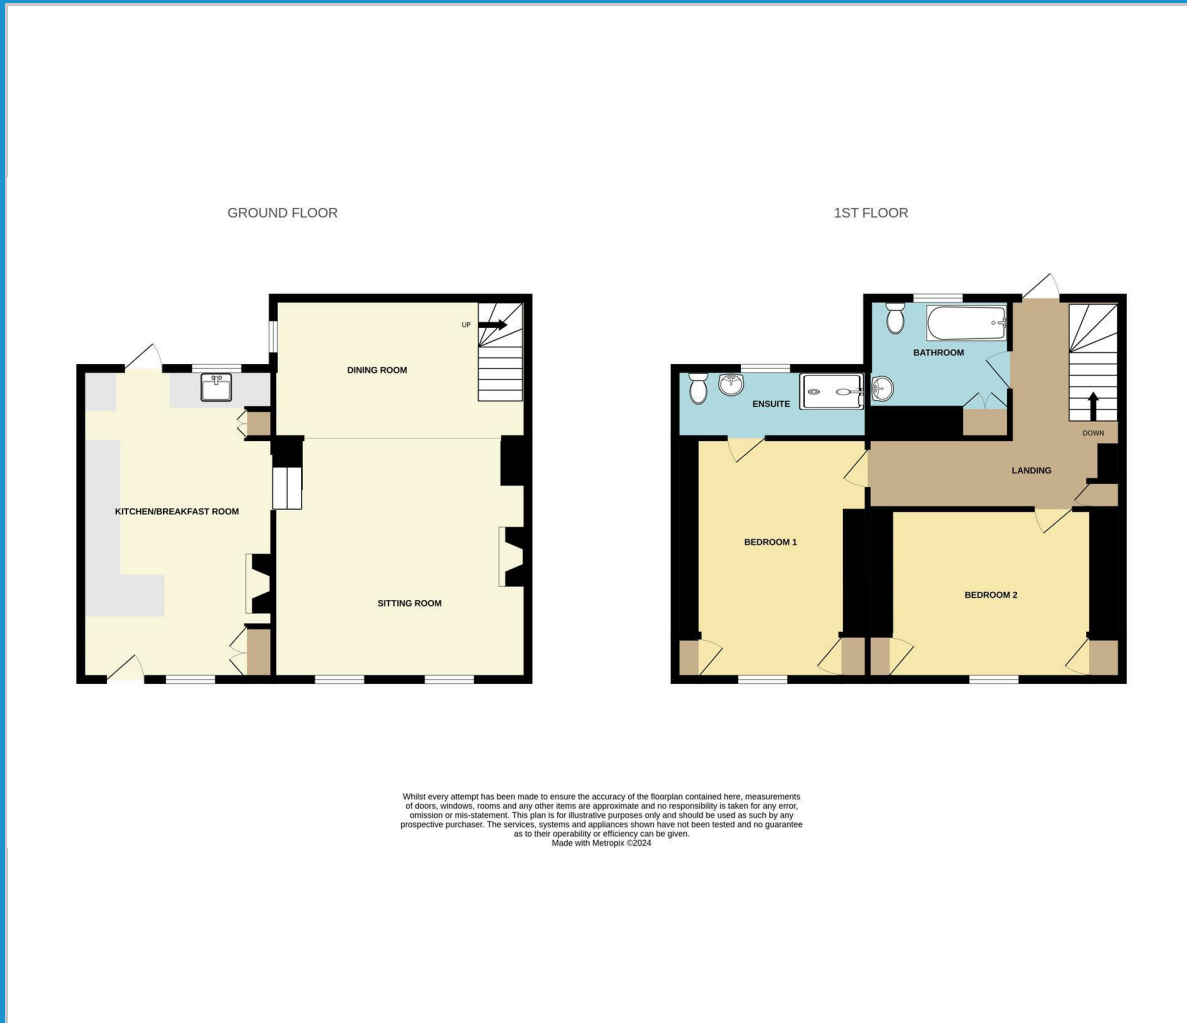 GROUND FLOOR
1ST FLOOR
UP
DINING ROOM
KITCHEN/BREAKFAST ROOM
SITTING ROOM
BATHROOM
ENSUITE
DOWN
LANDING
BEDROOM 1
BEDROOM 2
Whilst every attempt has been made to ensure the accuracy of the floorplan contained here, measurements
of doors, windows, rooms and any other items are approximate and no responsibility is taken for any error,
omission or mis-statement. This plan is for illustrative purposes only and should be used as such by any
prospective purchaser. The services, systems and appliances shown have not been tested and no guarantee
as to their operability or efficiency can be given.
Made with Metropix ©2024